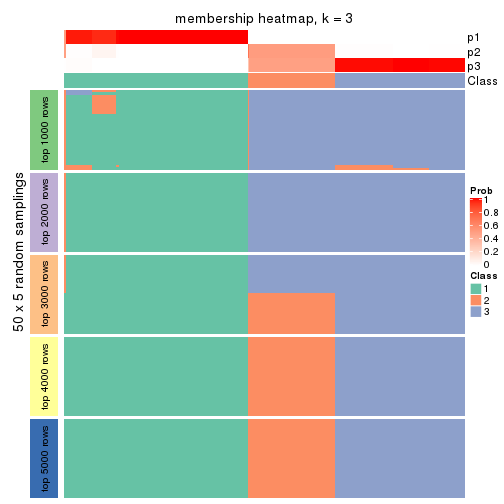 membership heatmap, k = 3
p1
p2
p3
Class
50 x 5 random samplings
top 1000 rows
top 2000 rows
top 3000 rows
top 4000 rows
top 5000 rows
Prob
1
0.8
0.6
0.4
0.2
0
Class
1
2
3